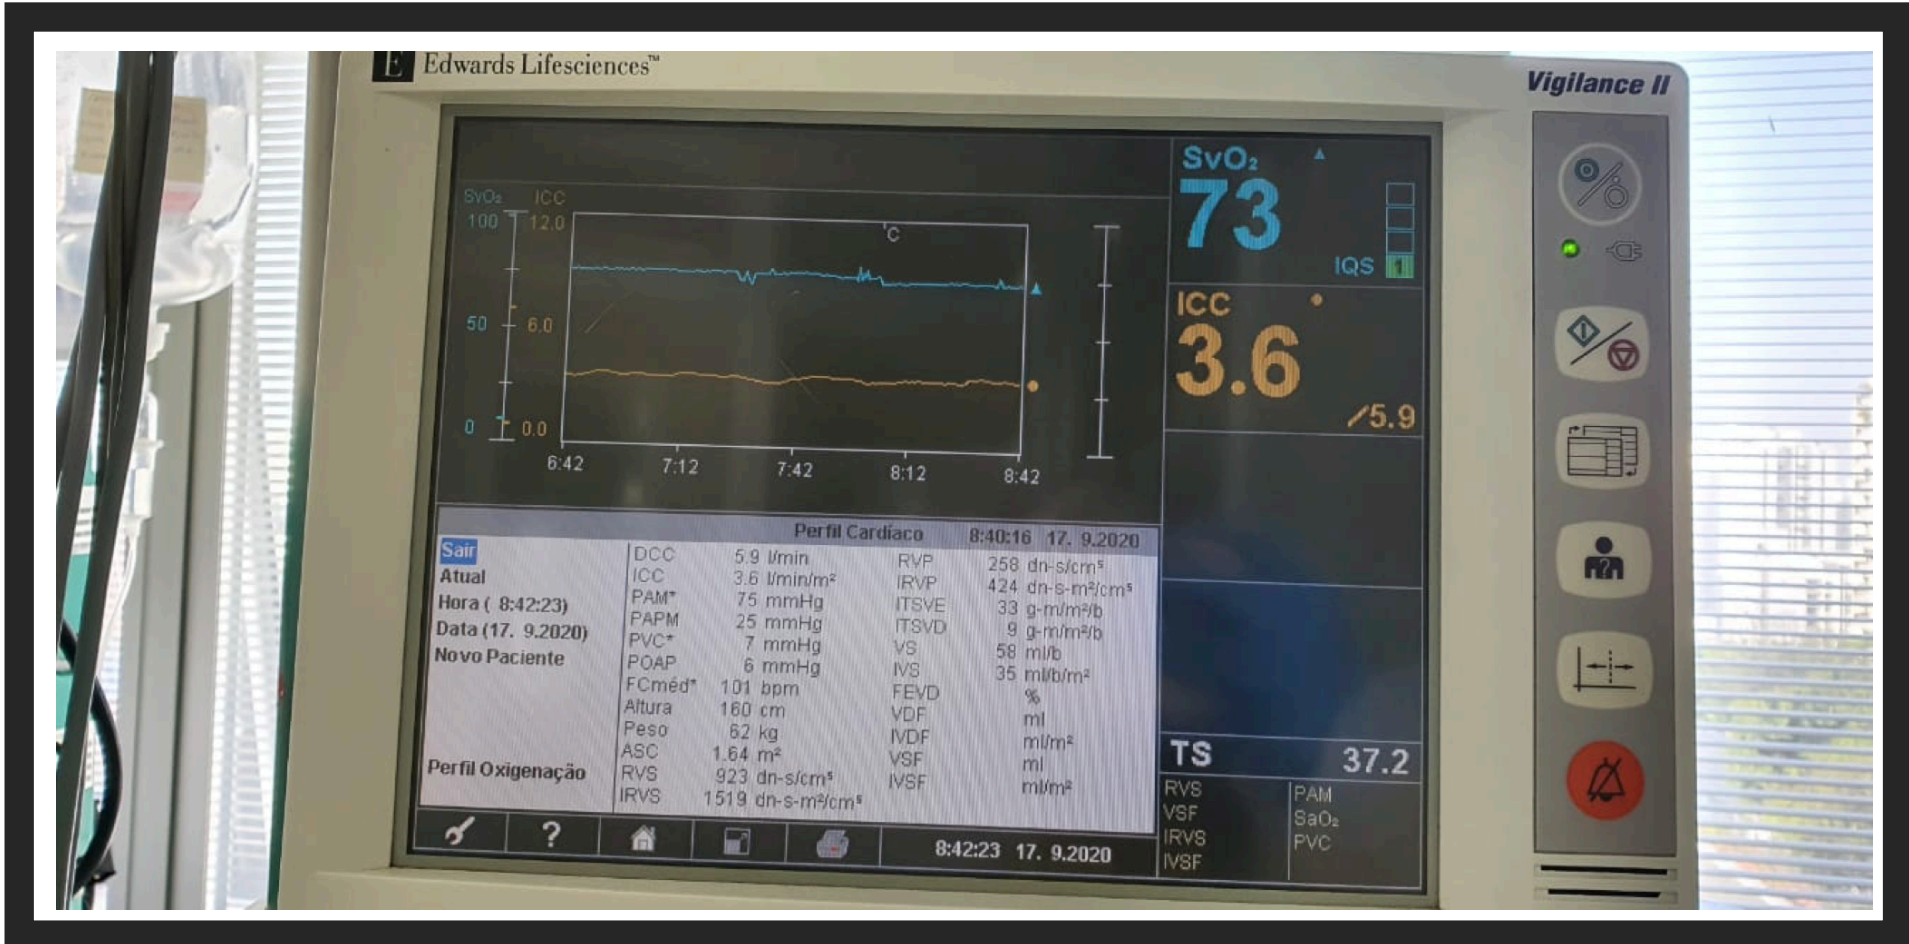 E Edwards Lifesciences™
Vigilance II
SvO₂ ICC
100 12.0
50 6.0
0 0.0
°C
6:42 7:12 7:42 8:12 8:42
SvO₂
73
IQS 1
ICC
3.6
/5.9
Perfil Cardíaco 8:40:16 17. 9.2020
Sair
Atual
Hora ( 8:42:23)
Data (17. 9.2020)
Novo Paciente
Perfil Oxigenação
DCC 5.9 l/min
ICC 3.6 l/min/m²
PAM* 75 mmHg
PAPM 25 mmHg
PVC* 7 mmHg
POAP 6 mmHg
FCméd* 101 bpm
Altura 160 cm
Peso 62 kg
ASC 1.64 m²
RVS 923 dn-s/cm⁵
IRVS 1519 dn-s-m²/cm⁵
RVP 258 dn-s/cm⁵
IRVP 424 dn-s-m²/cm⁵
ITSVE 33 g-m/m²/b
ITSVD 9 g-m/m²/b
VS 58 ml/b
IVS 35 ml/b/m²
FEVD %
VDF ml
IVDF ml/m²
VSF ml
IVSF ml/m²
TS 37.2
RVS PAM
VSF SaO₂
IRVS PVC
IVSF
?
8:42:23 17. 9.2020